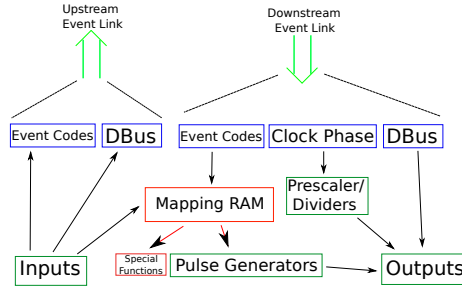 Upstream
Event Link
Downstream
Event Link
Event Codes
DBus
Event Codes
Clock Phase
DBus
Mapping RAM
Prescaler/
Dividers
Inputs
Special
Functions
Pulse Generators
Outputs